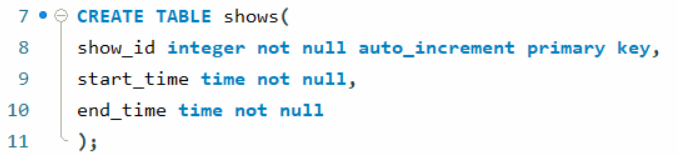 7 CREATE TABLE shows(
8 show_id integer not null auto_increment primary key,
9 start_time time not null,
10 end_time time not null
11 );